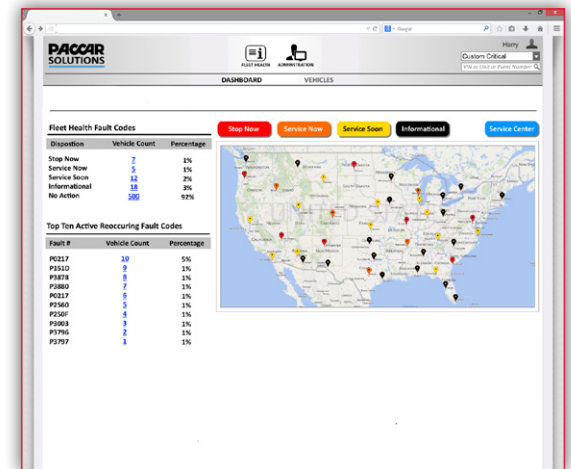 Google
PACCAR
SOLUTIONS
FLEET HEALTH
ADMINISTRATION
Harry
Custom Critical
VIN or Unit or Event Number
DASHBOARD VEHICLES
Fleet Health Fault Codes
Dispostion Vehicle Count Percentage
Stop Now 7 1%
Service Now 5 1%
Service Soon 12 2%
Informational 18 3%
No Action 500 92%
Top Ten Active Reoccuring Fault Codes
Fault # Vehicle Count Percentage
P0217 10 5%
P151D 9 1%
P3878 8 1%
P3880 7 1%
P0217 6 1%
P2560 5 1%
P250F 4 1%
P3003 3 1%
P3796 2 1%
P3797 1 1%
Stop Now Service Now Service Soon Informational Service Center